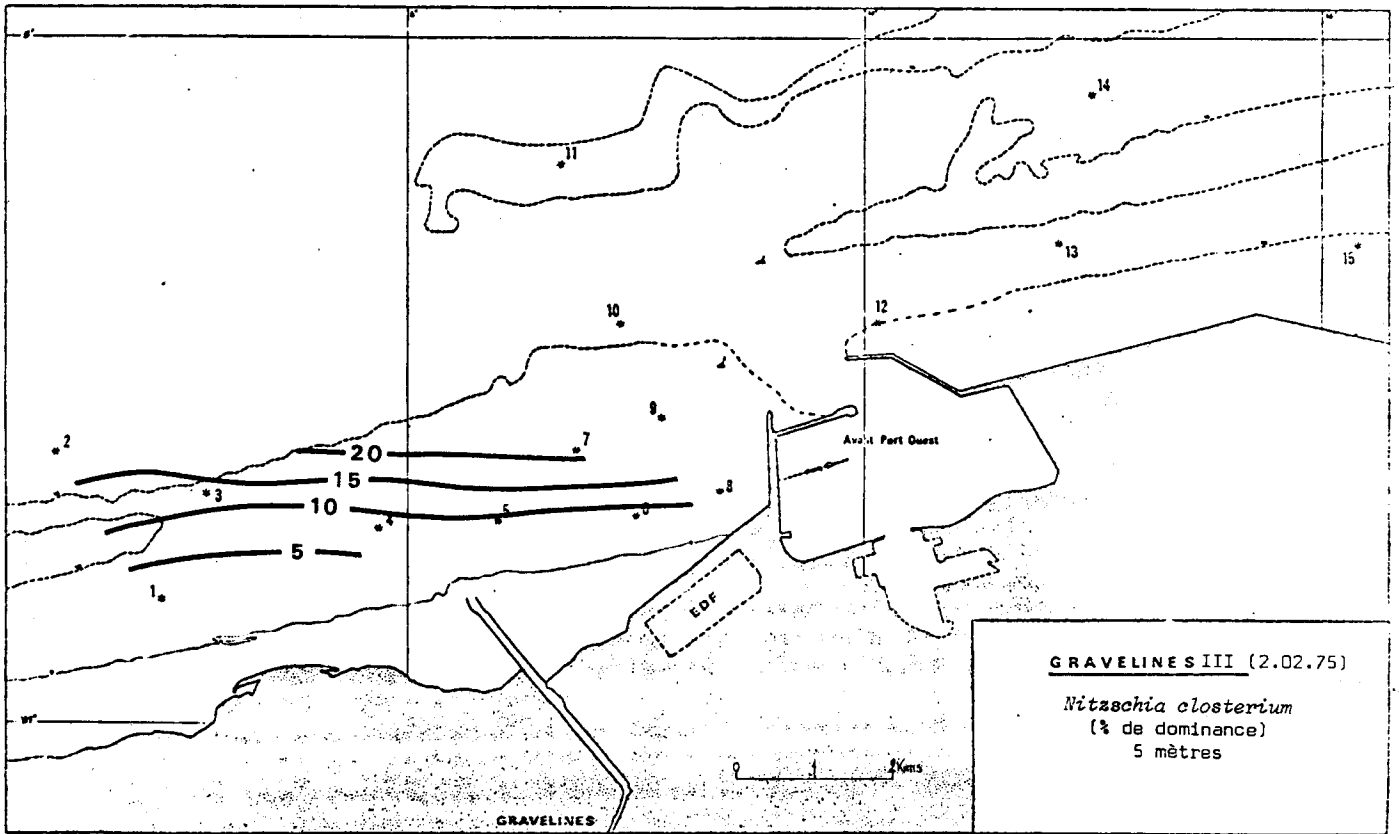 14
11
13
15
10
12
9
Avant Port Ouest
2
7
20
15
3
8
10
4
5
6
5
1
EDF
0 1 2Kms
GRAVELINES
GRAVELINES III (2.02.75)
Nitzschia closterium
(% de dominance)
5 mètres